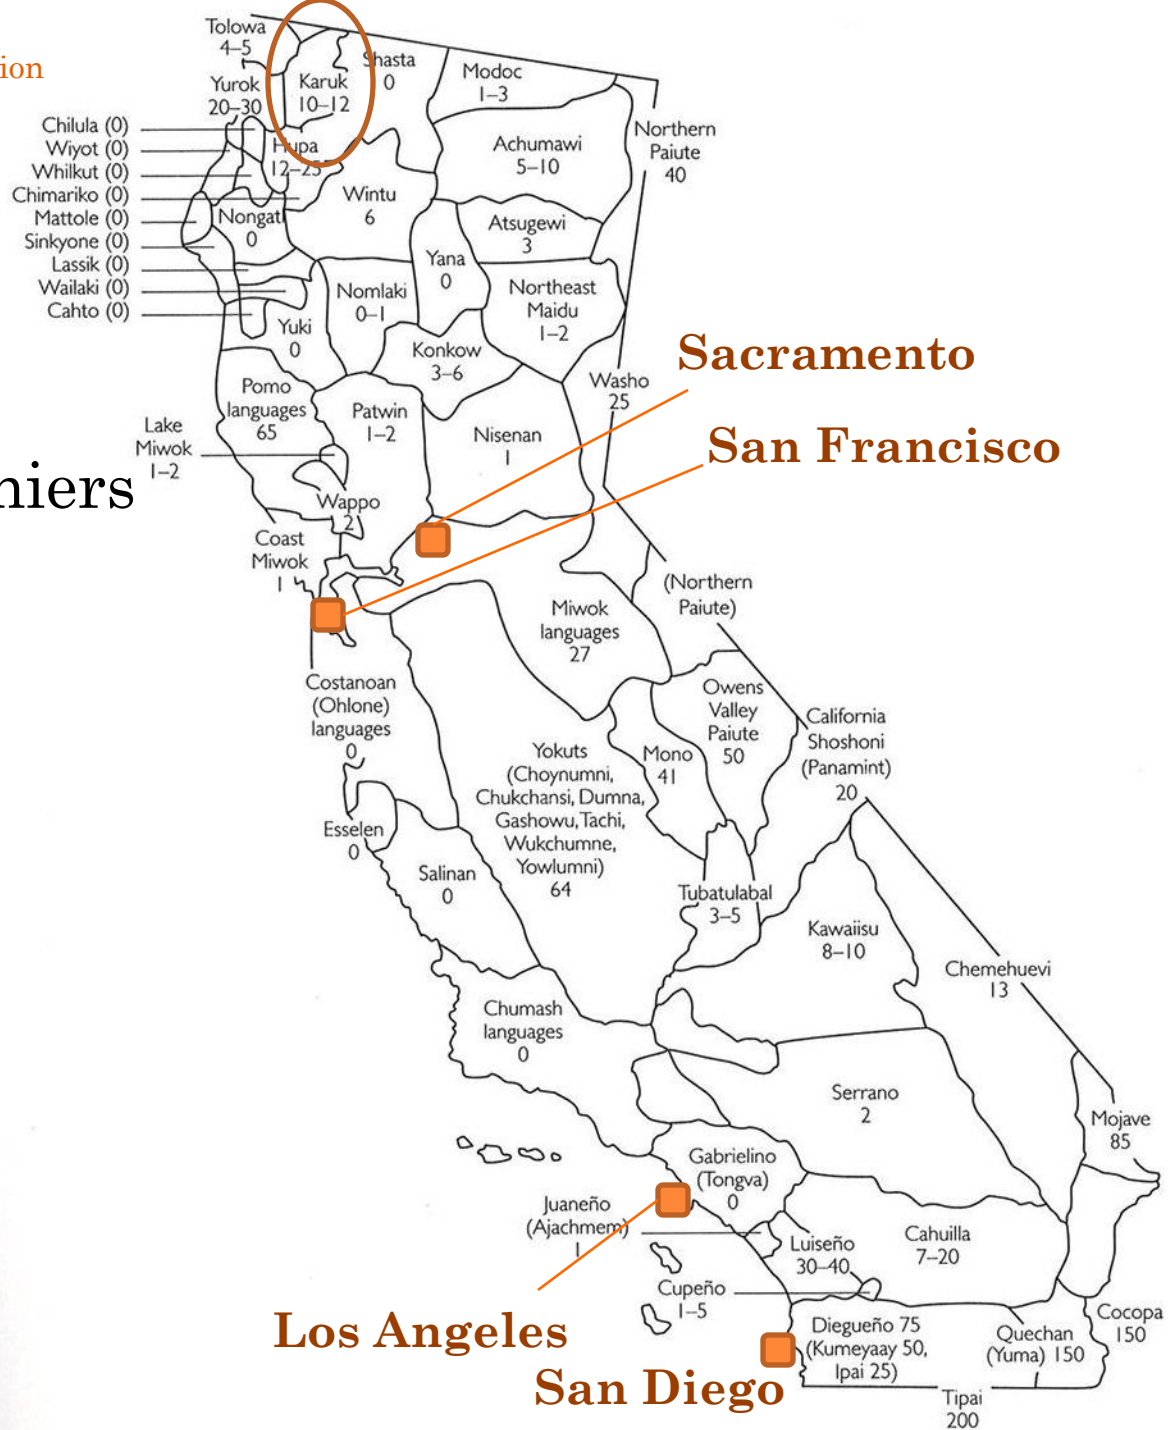 Tolowa
4–5
ion
Shasta
0
Karuk
10–12
Modoc
1–3
Yurok
20–30
Chilula (0)
Wiyot (0)
Whilkut (0)
Chimariko (0)
Mattole (0)
Sinkyone (0)
Lassik (0)
Wailaki (0)
Cahto (0)
Hupa
12–25
Northern
Paiute
40
Achumawi
5–10
Wintu
6
Nongatl
0
Atsugewi
3
Yana
0
Nomlaki
0–1
Northeast
Maidu
1–2
Yuki
0
Konkow
3–6
Sacramento
Washo
25
Pomo
languages
65
Patwin
1–2
Nisenan
1
Lake
Miwok
1–2
San Francisco
niers
Wappo
2
Coast
Miwok
1
(Northern
Paiute)
Miwok
languages
27
Costanoan
(Ohlone)
languages
0
Owens
Valley
Paiute
50
California
Shoshoni
(Panamint)
20
Mono
41
Yokuts
(Choynumni,
Chukchansi, Dumna,
Gashowu, Tachi,
Wukchumne,
Yowlumni)
64
Esselen
0
Salinan
0
Tubatulabal
3–5
Kawaiisu
8–10
Chemehuevi
13
Chumash
languages
0
Serrano
2
Mojave
85
Gabrielino
(Tongva)
0
Juaneño
(Ajachmem)
1
Luiseño
30–40
Cahuilla
7–20
Cupeño
1–5
Los Angeles
San Diego
Diegueño 75
(Kumeyaay 50,
Ipai 25)
Quechan
(Yuma) 150
Cocopa
150
Tipai
200